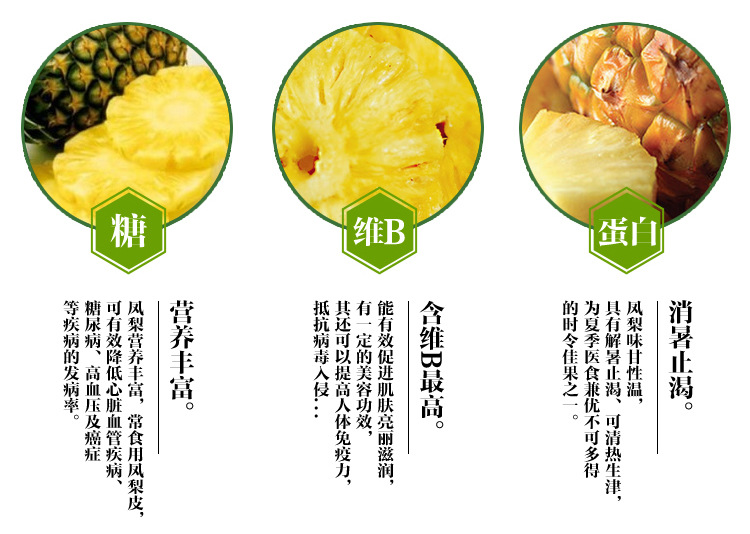 糖
营养丰富。
凤梨营养丰富，常食用凤梨皮，
可有效降低心脏血管疾病、
糖尿病、高血压及癌症
等疾病的发病率。
维B
含维B最高。
能有效促进肌肤亮丽滋润，
有一定的美容功效，
其还可以提高人体免疫力，
抵抗病毒入侵…
蛋白
消暑止渴。
凤梨味甘性温，
具有解暑止渴、可清热生津，
为夏季医食兼优不可多得
的时令佳果之一。